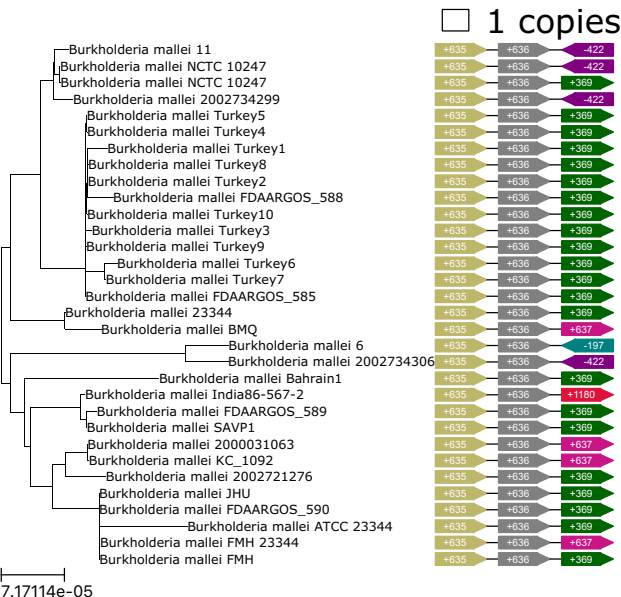 1 copies
Burkholderia mallei 11 +635 +636 -422
Burkholderia mallei NCTC 10247 +635 +636 -422
Burkholderia mallei NCTC 10247 +635 +636 +369
Burkholderia mallei 2002734299 +635 +636 -422
Burkholderia mallei Turkey5 +635 +636 +369
Burkholderia mallei Turkey4 +635 +636 +369
Burkholderia mallei Turkey1 +635 +636 +369
Burkholderia mallei Turkey8 +635 +636 +369
Burkholderia mallei Turkey2 +635 +636 +369
Burkholderia mallei FDAARGOS_588 +635 +636 +369
Burkholderia mallei Turkey10 +635 +636 +369
Burkholderia mallei Turkey3 +635 +636 +369
Burkholderia mallei Turkey9 +635 +636 +369
Burkholderia mallei Turkey6 +635 +636 +369
Burkholderia mallei Turkey7 +635 +636 +369
Burkholderia mallei FDAARGOS_585 +635 +636 +369
Burkholderia mallei 23344 +635 +636 +369
Burkholderia mallei BMQ +635 +636 +637
Burkholderia mallei 6 +635 +636 -197
Burkholderia mallei 2002734306 +635 +636 -422
Burkholderia mallei Bahrain1 +635 +636 +369
Burkholderia mallei India86-567-2 +635 +636 +1180
Burkholderia mallei FDAARGOS_589 +635 +636 +369
Burkholderia mallei SAVP1 +635 +636 +369
Burkholderia mallei 2000031063 +635 +636 +637
Burkholderia mallei KC_1092 +635 +636 +637
Burkholderia mallei 2002721276 +635 +636 +369
Burkholderia mallei JHU +635 +636 +369
Burkholderia mallei FDAARGOS_590 +635 +636 +369
Burkholderia mallei ATCC 23344 +635 +636 +369
Burkholderia mallei FMH 23344 +635 +636 +637
Burkholderia mallei FMH +635 +636 +369
7.17114e-05